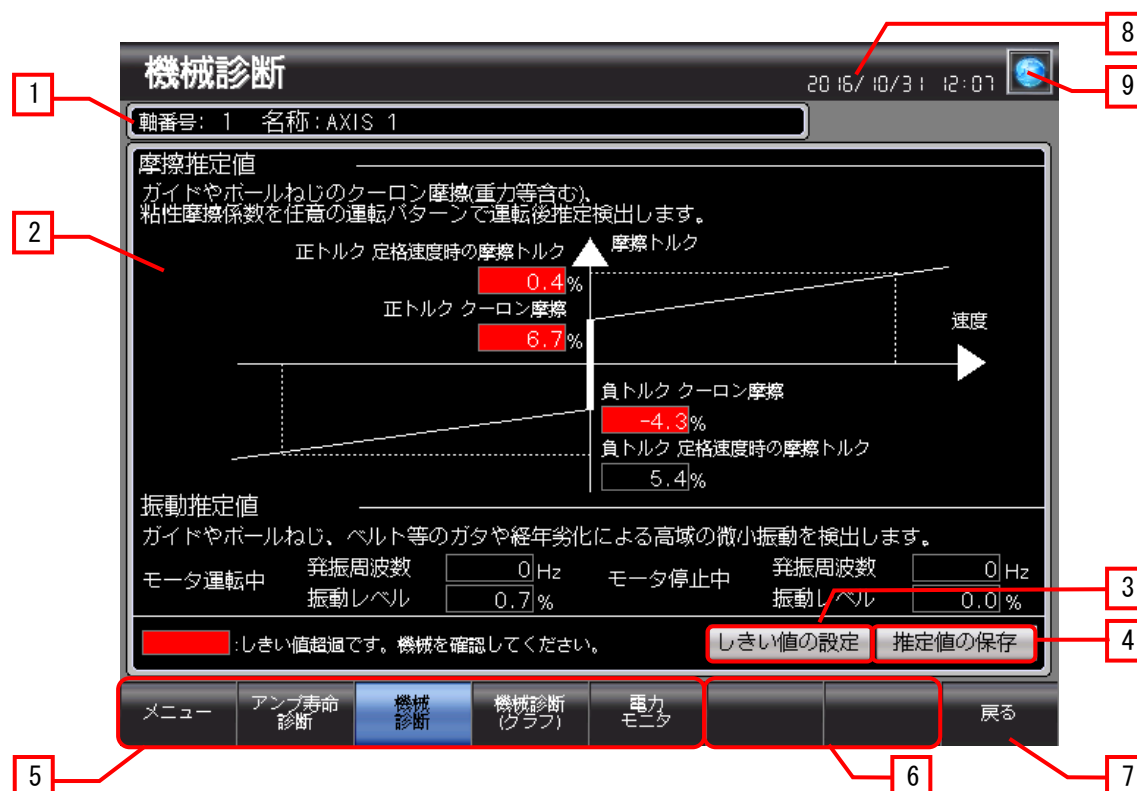 8
機械診断
2016/10/31 12:07
9
1
軸番号: 1 名称:AXIS 1
摩擦推定値
ガイドやボールねじのクーロン摩擦(重力等含む)、
粘性摩擦係数を任意の運転パターンで運転後推定検出します。
2
正トルク 定格速度時の摩擦トルク
摩擦トルク
0.4%
正トルク クーロン摩擦
6.7%
速度
負トルク クーロン摩擦
-4.3%
負トルク 定格速度時の摩擦トルク
5.4%
振動推定値
ガイドやボールねじ、ベルト等のガタや経年劣化による高域の微小振動を検出します。
モータ運転中
発振周波数 0Hz
振動レベル 0.7%
モータ停止中
発振周波数 0Hz
振動レベル 0.0%
3
:しきい値超過です。機械を確認してください。
しきい値の設定
推定値の保存
4
メニュー
アンプ寿命
診断
機械
診断
機械診断
(グラフ)
電力
モニタ
戻る
5
6
7